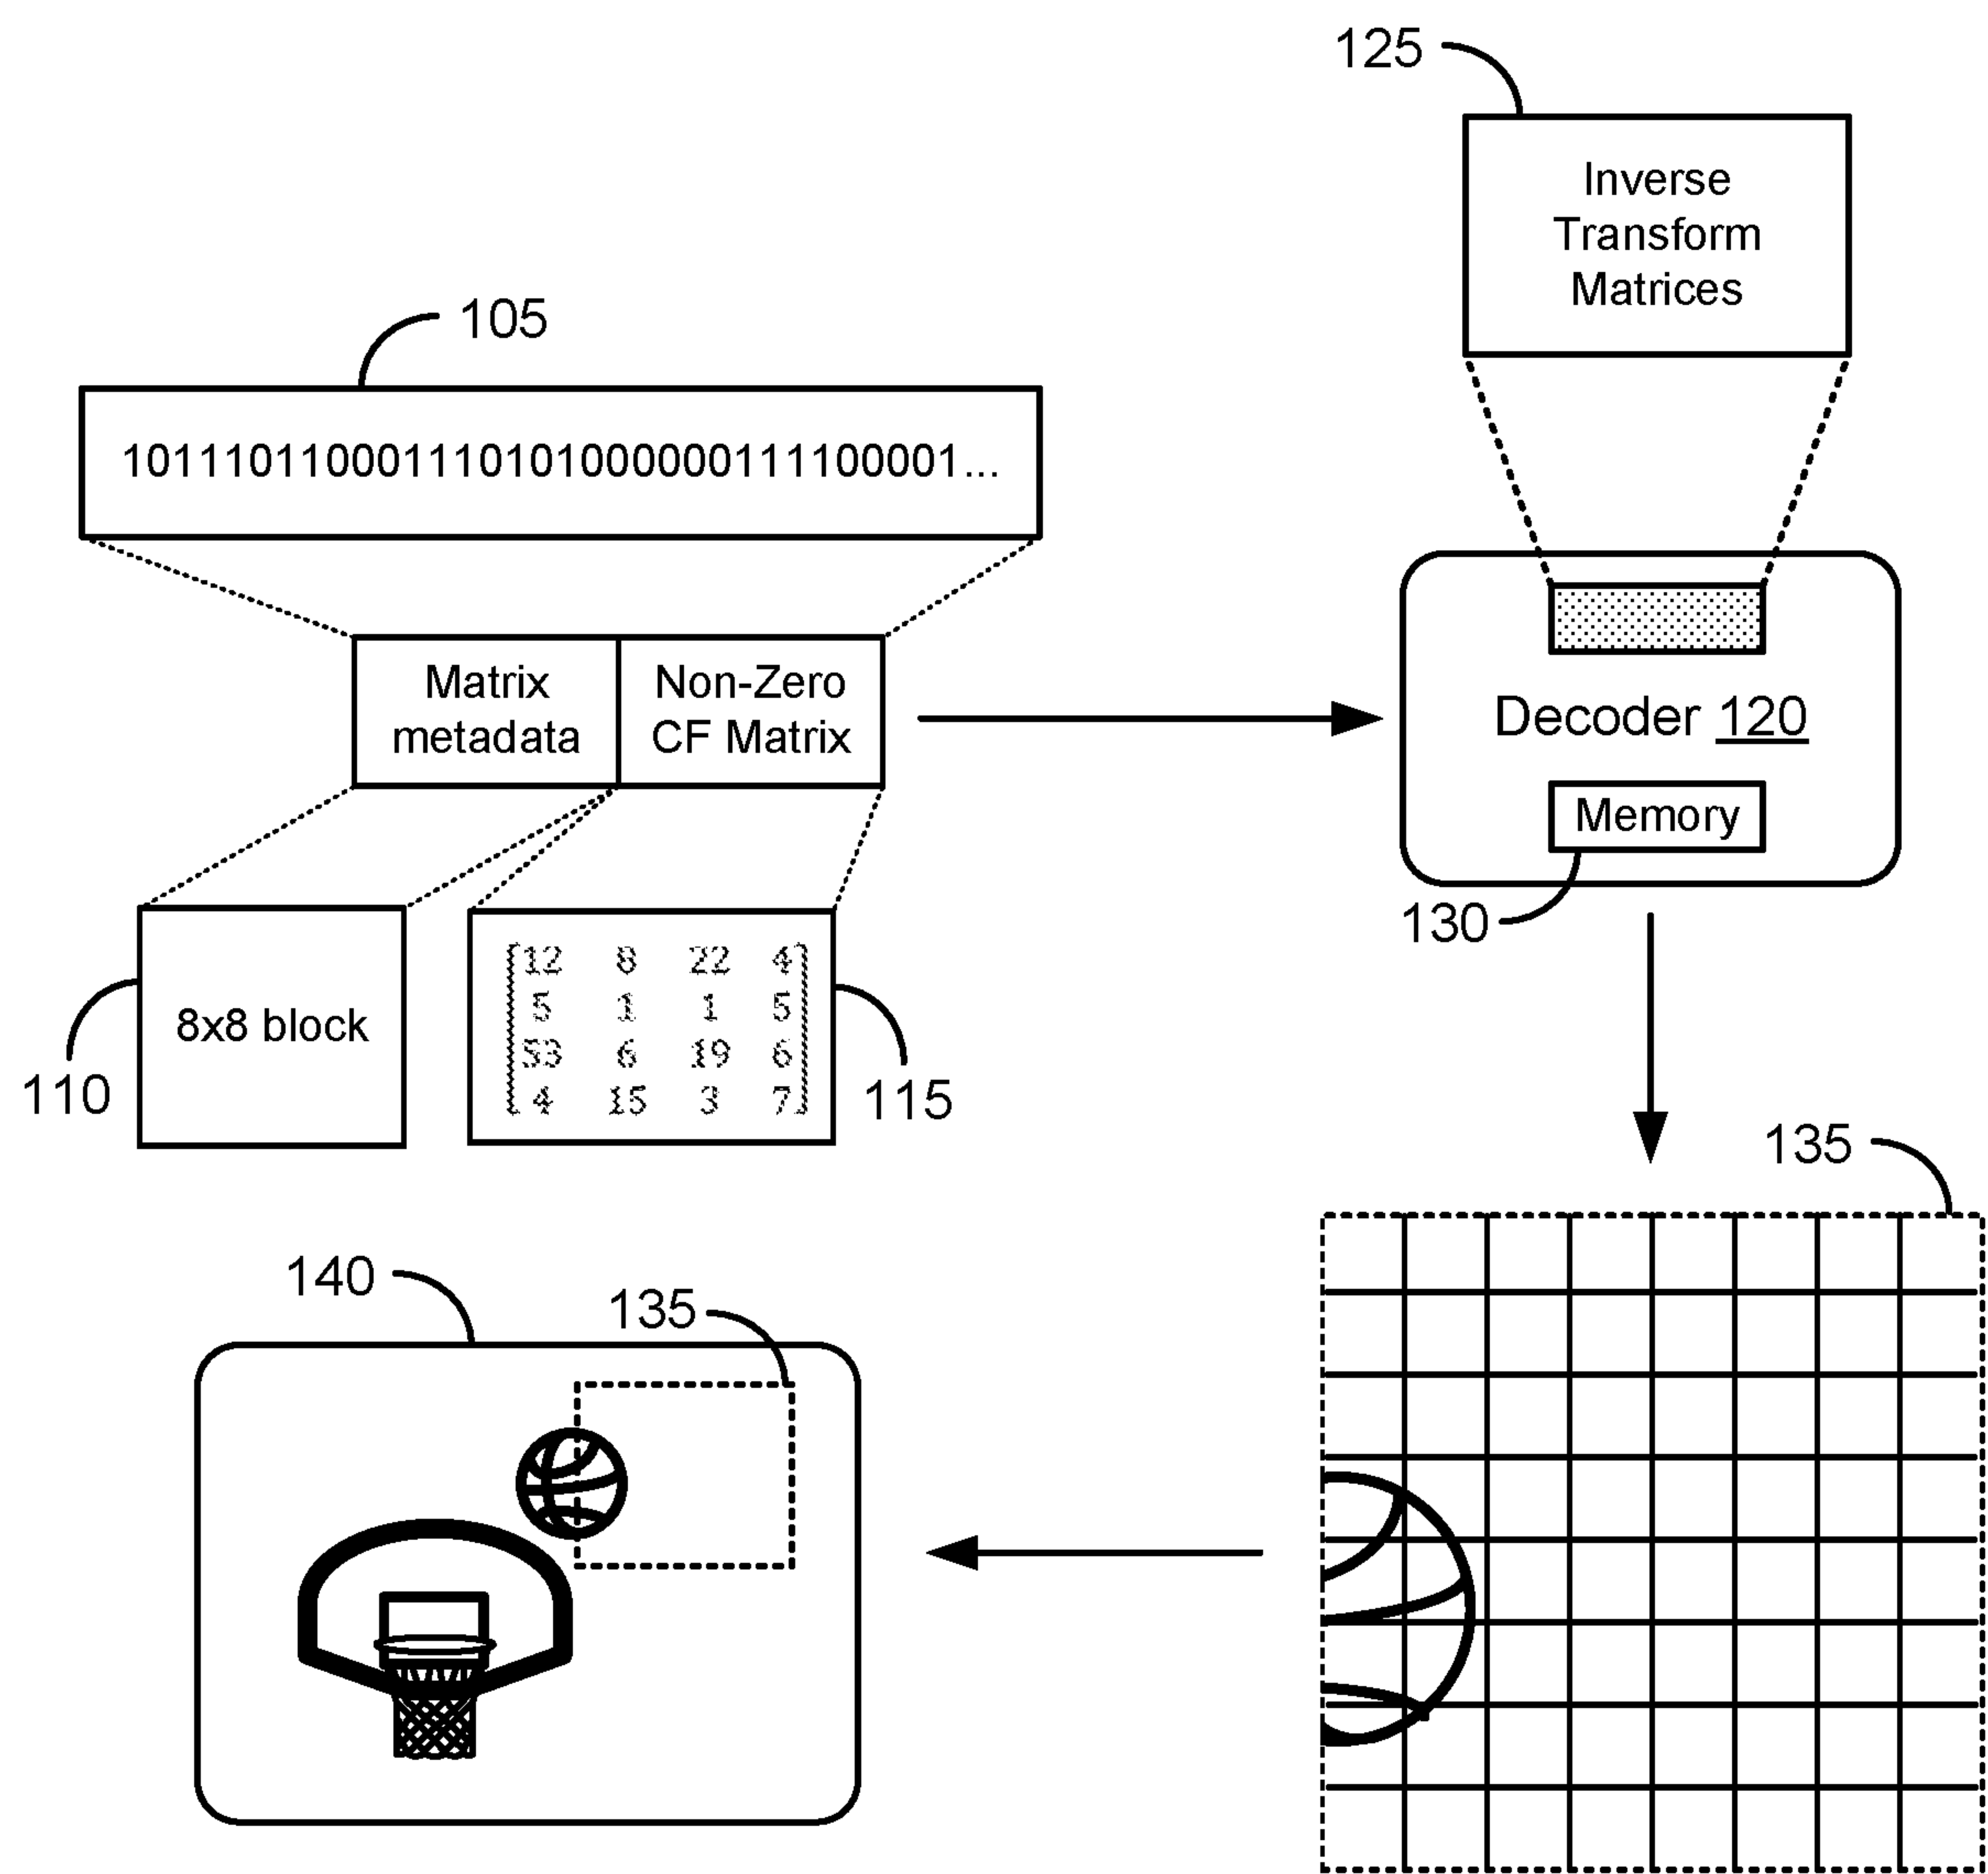 125
Inverse
Transform
Matrices
105
101110110001110101000000111100001...
Matrix
metadata
Non-Zero
CF Matrix
Decoder 120
Memory
130
110
8x8 block
12 8 22 4
5 1 1 5
53 6 19 6
4 15 3 7
115
135
140
135